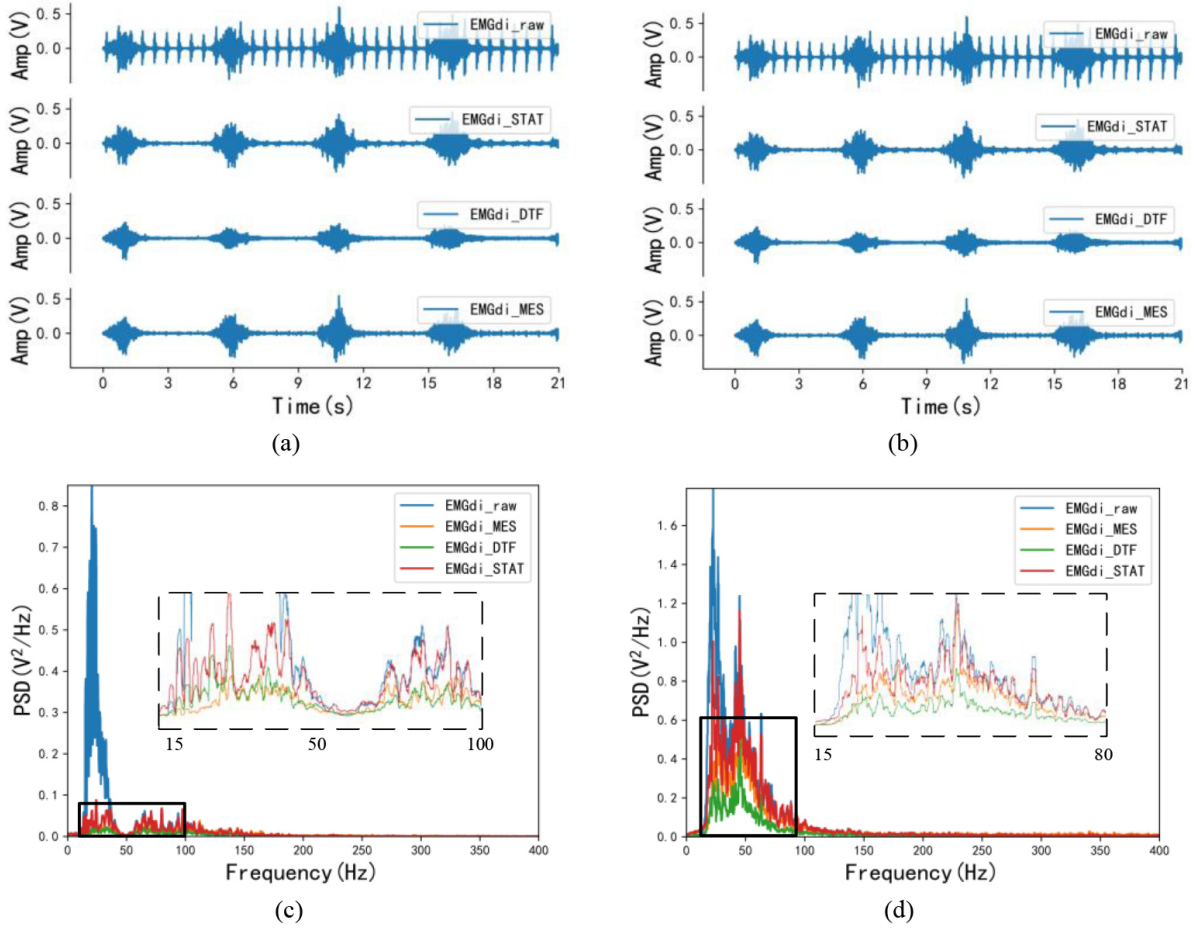 EMGdi_raw
Amp(V)
0.5
0.0
EMGdi_STAT
Amp(V)
0.5
0.0
EMGdi_DTF
Amp(V)
0.5
0.0
EMGdi_MES
Amp(V)
0.5
0.0
0 3 6 9 12 15 18 21
Time(s)
(a)
EMGdi_raw
Amp(V)
0.5
0.0
EMGdi_STAT
Amp(V)
0.5
0.0
EMGdi_DTF
Amp(V)
0.5
0.0
EMGdi_MES
Amp(V)
0.5
0.0
0 3 6 9 12 15 18 21
Time(s)
(b)
PSD(V²/Hz)
0.8
0.7
0.6
0.5
0.4
0.3
0.2
0.1
0.0
EMGdi_raw
EMGdi_MES
EMGdi_DTF
EMGdi_STAT
15 50 100
0 50 100 150 200 250 300 350 400
Frequency(Hz)
(c)
PSD(V²/Hz)
1.6
1.4
1.2
1.0
0.8
0.6
0.4
0.2
0.0
EMGdi_raw
EMGdi_MES
EMGdi_DTF
EMGdi_STAT
15 80
0 50 100 150 200 250 300 350 400
Frequency(Hz)
(d)